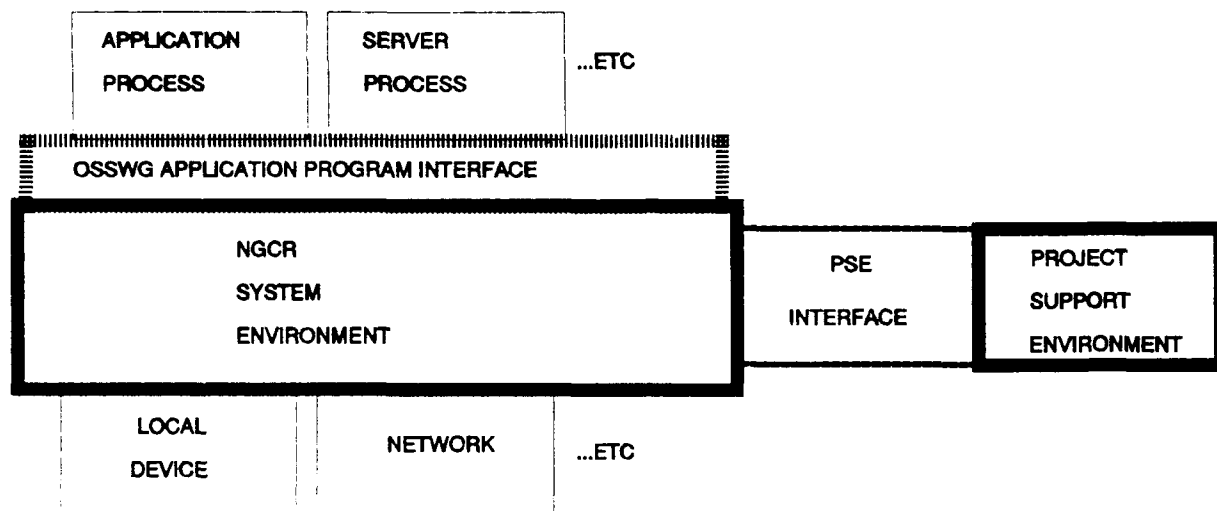 APPLICATION
PROCESS
SERVER
PROCESS
...ETC
OSSWG APPLICATION PROGRAM INTERFACE
NGCR
SYSTEM
ENVIRONMENT
PSE
INTERFACE
PROJECT
SUPPORT
ENVIRONMENT
LOCAL
DEVICE
NETWORK
...ETC